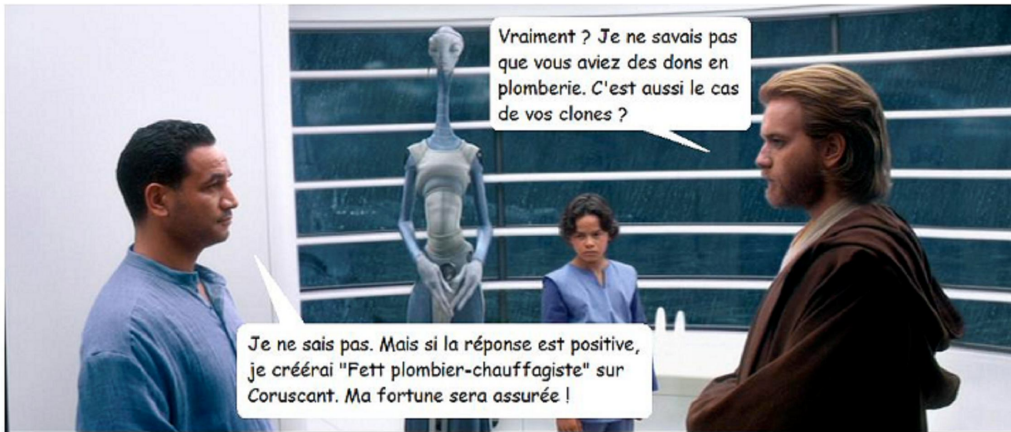 Vraiment ? Je ne savais pas
que vous aviez des dons en
plomberie. C'est aussi le cas
de vos clones ?
Je ne sais pas. Mais si la réponse est positive,
je créérai "Fett plombier-chauffagiste" sur
Coruscant. Ma fortune sera assurée !